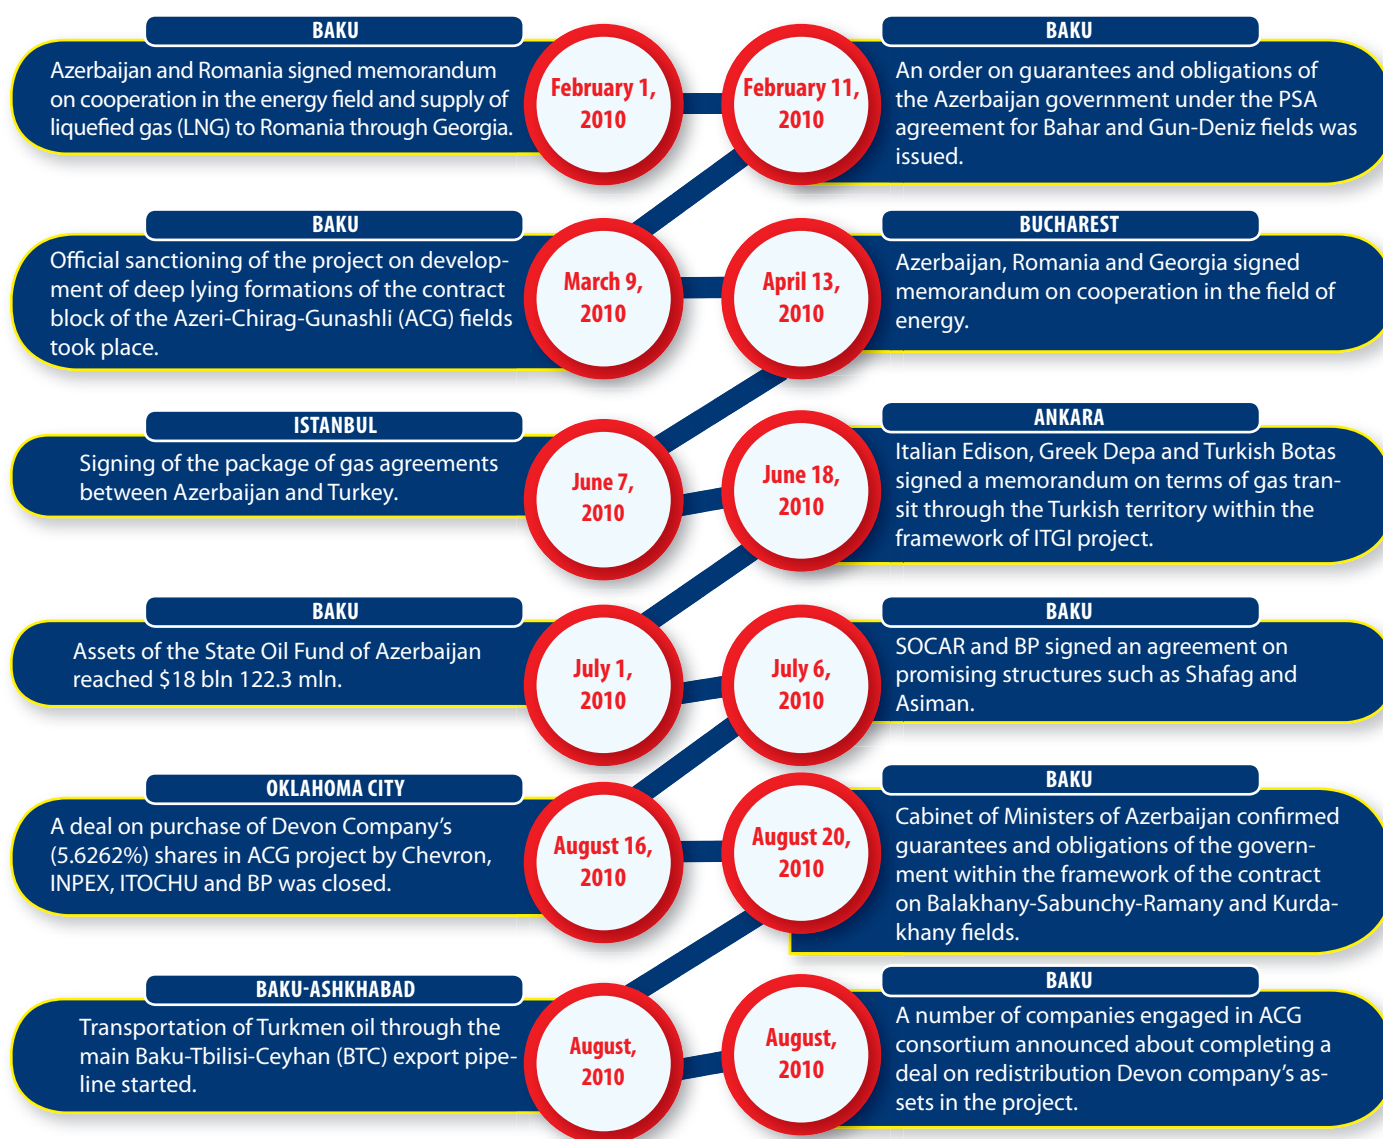 BAKU
Azerbaijan and Romania signed memorandum
on cooperation in the energy field and supply of
liquefied gas (LNG) to Romania through Georgia.
February 1,
2010
BAKU
February 11,
2010
An order on guarantees and obligations of
the Azerbaijan government under the PSA
agreement for Bahar and Gun-Deniz fields was
issued.
BAKU
Official sanctioning of the project on develop-
ment of deep lying formations of the contract
block of the Azeri-Chirag-Gunashli (ACG) fields
took place.
March 9,
2010
BUCHAREST
April 13,
2010
Azerbaijan, Romania and Georgia signed
memorandum on cooperation in the field of
energy.
ISTANBUL
Signing of the package of gas agreements
between Azerbaijan and Turkey.
June 7,
2010
ANKARA
June 18,
2010
Italian Edison, Greek Depa and Turkish Botas
signed a memorandum on terms of gas tran-
sit through the Turkish territory within the
framework of ITGI project.
BAKU
Assets of the State Oil Fund of Azerbaijan
reached $18 bln 122.3 mln.
July 1,
2010
BAKU
July 6,
2010
SOCAR and BP signed an agreement on
promising structures such as Shafag and
Asiman.
OKLAHOMA CITY
A deal on purchase of Devon Company's
(5.6262%) shares in ACG project by Chevron,
INPEX, ITOCHU and BP was closed.
August 16,
2010
BAKU
August 20,
2010
Cabinet of Ministers of Azerbaijan confirmed
guarantees and obligations of the govern-
ment within the framework of the contract
on Balakhany-Sabunchy-Ramany and Kurda-
khany fields.
BAKU-ASHKHABAD
Transportation of Turkmen oil through the
main Baku-Tbilisi-Ceyhan (BTC) export pipe-
line started.
August,
2010
BAKU
August,
2010
A number of companies engaged in ACG
consortium announced about completing a
deal on redistribution Devon company's as-
sets in the project.